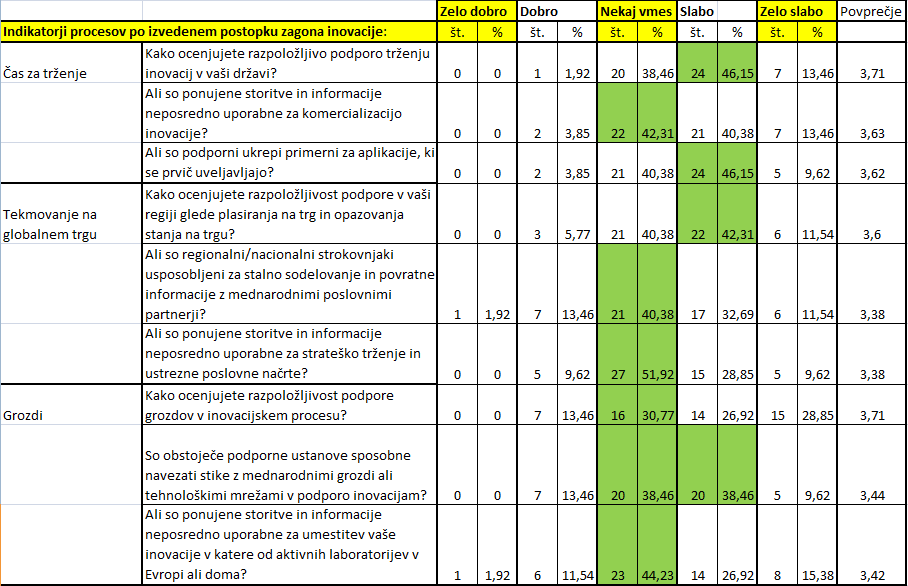 Zelo dobro Dobro Nekaj vmes Slabo Zelo slabo Povprečje
Indikatorji procesov po izvedenem postopku zagona inovacije: št. % št. % št. % št. % št. %
Kako ocenjujete razpoložljivo podporo trženju
Čas za trženje inovacij v vaši državi? 0 0 1 1,92 20 38,46 24 46,15 7 13,46 3,71
Ali so ponujene storitve in informacije
neposredno uporabne za komercializacijo
inovacije? 0 0 2 3,85 22 42,31 21 40,38 7 13,46 3,63
Ali so podporni ukrepi primerni za aplikacije, ki
se prvič uveljavljajo? 0 0 2 3,85 21 40,38 24 46,15 5 9,62 3,62
Kako ocenjujete razpoložljivost podpore v vaši
Tekmovanje na regiji glede plasiranja na trg in opazovanja
globalnem trgu stanja na trgu? 0 0 3 5,77 21 40,38 22 42,31 6 11,54 3,6
Ali so regionalni/nacionalni strokovnjaki
usposobljeni za stalno sodelovanje in povratne
informacije z mednarodnimi poslovnimi
partnerji? 1 1,92 7 13,46 21 40,38 17 32,69 6 11,54 3,38
Ali so ponujene storitve in informacije
neposredno uporabne za strateško trženje in
ustrezne poslovne načrte? 0 0 5 9,62 27 51,92 15 28,85 5 9,62 3,38
Kako ocenjujete razpoložljivost podpore
Grozdi grozdov v inovacijskem procesu? 0 0 7 13,46 16 30,77 14 26,92 15 28,85 3,71
So obstoječe podporne ustanove sposobne
navezati stike z mednarodnimi grozdi ali
tehnološkimi mrežami v podporo inovacijam? 0 0 7 13,46 20 38,46 20 38,46 5 9,62 3,44
Ali so ponujene storitve in informacije
neposredno uporabne za umestitev vaše
inovacije v katere od aktivnih laboratorijev v
Evropi ali doma? 1 1,92 6 11,54 23 44,23 14 26,92 8 15,38 3,42